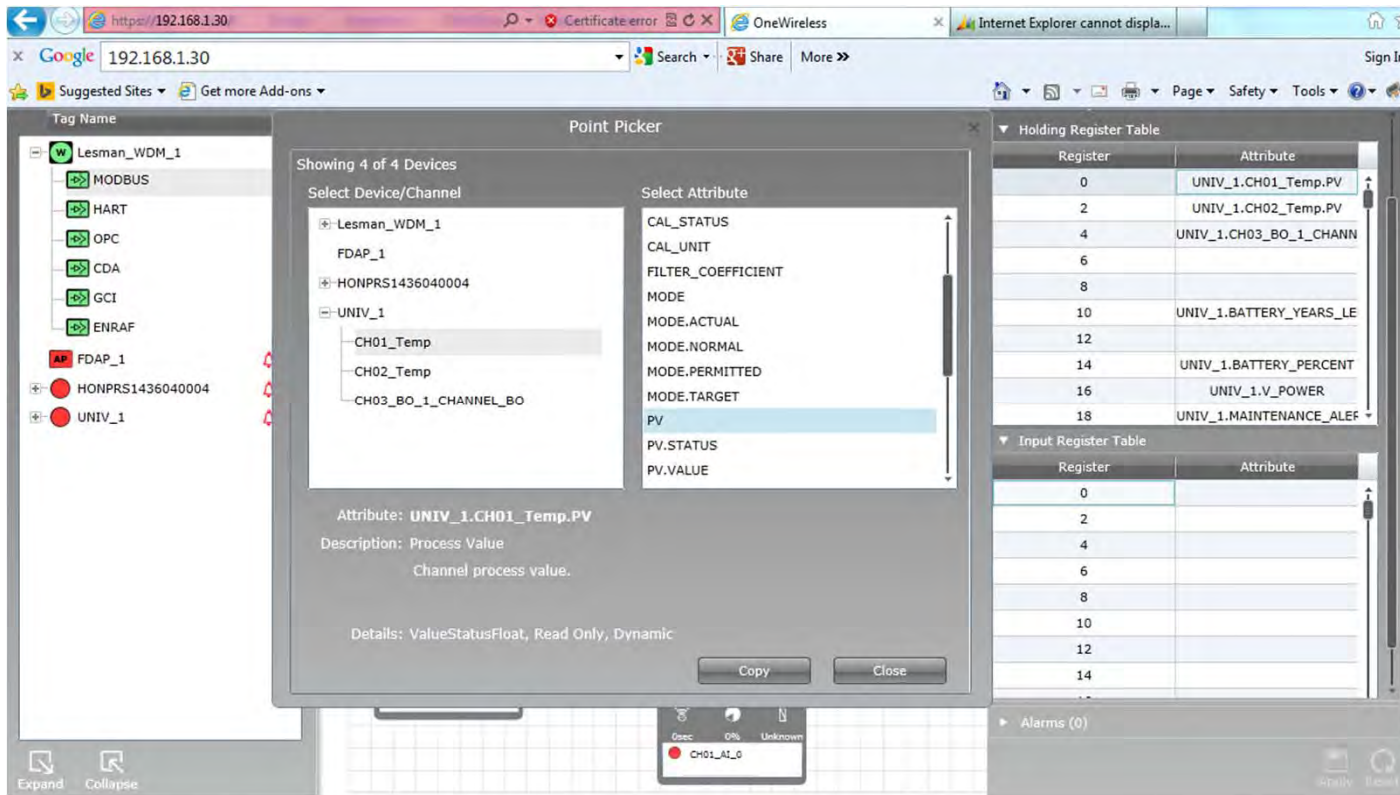 https://192.168.1.30/
Certificate error
OneWireless
Internet Explorer cannot displa...
Google 192.168.1.30
Search
Share
More »
Sign
Suggested Sites
Get more Add-ons
Page
Safety
Tools
Tag Name
Lesman_WDM_1
MODBUS
HART
OPC
CDA
GCI
ENRAF
AP FDAP_1
HONPRS1436040004
UNIV_1
Expand
Collapse
Point Picker
Showing 4 of 4 Devices
Select Device/Channel
Lesman_WDM_1
FDAP_1
HONPRS1436040004
UNIV_1
CH01_Temp
CH02_Temp
CH03_BO_1_CHANNEL_BO
Select Attribute
CAL_STATUS
CAL_UNIT
FILTER_COEFFICIENT
MODE
MODE.ACTUAL
MODE.NORMAL
MODE.PERMITTED
MODE.TARGET
PV
PV.STATUS
PV.VALUE
Attribute: UNIV_1.CH01_Temp.PV
Description: Process Value
Channel process value.
Details: ValueStatusFloat, Read Only, Dynamic
Copy
Close
0sec 0% Unknown
CH01_AI_0
Holding Register Table
Register Attribute
0 UNIV_1.CH01_Temp.PV
2 UNIV_1.CH02_Temp.PV
4 UNIV_1.CH03_BO_1_CHANN
6
8
10 UNIV_1.BATTERY_YEARS_LE
12
14 UNIV_1.BATTERY_PERCENT
16 UNIV_1.V_POWER
18 UNIV_1.MAINTENANCE_ALER
Input Register Table
Register Attribute
0
2
4
6
8
10
12
14
Alarms (0)
Apply